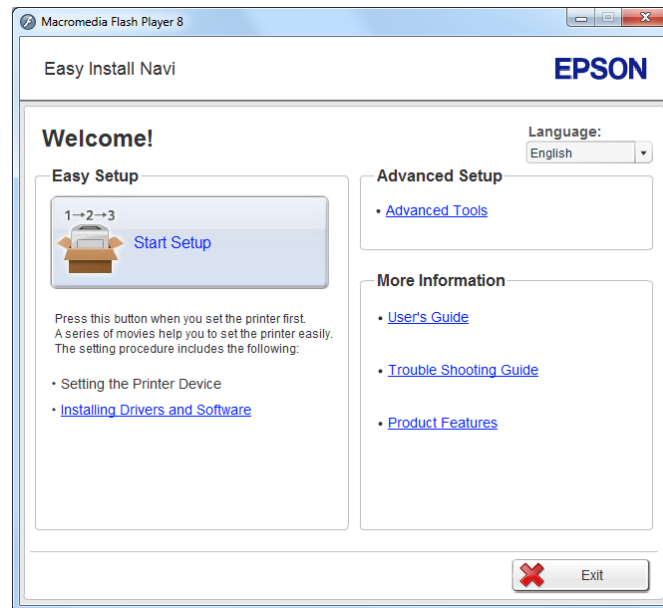 Macromedia Flash Player 8
Easy Install Navi
EPSON
Welcome!
Language:
English
Easy Setup
1→2→3
Start Setup
Press this button when you set the printer first.
A series of movies help you to set the printer easily.
The setting procedure includes the following:
• Setting the Printer Device
• Installing Drivers and Software
Advanced Setup
• Advanced Tools
More Information
• User's Guide
• Trouble Shooting Guide
• Product Features
Exit